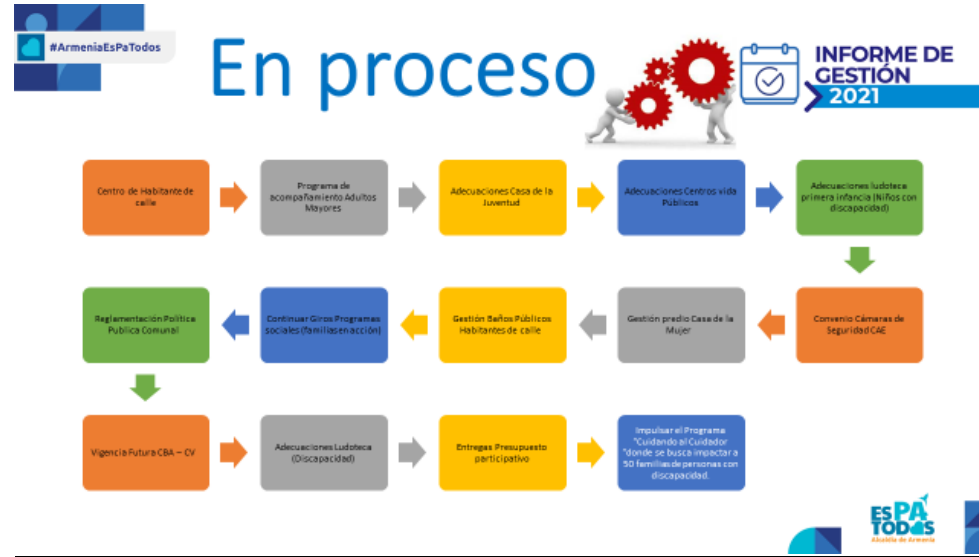 #ArmeniaEsPaTodos
En proceso
INFORME DE
GESTIÓN
2021
Centro de Habitante de
calle
Programa de
acompañamiento Adultos
Mayores
Adecuaciones Casa de la
Juventud
Adecuaciones Centros vida
Públicos
Adecuaciones ludoteca
primera infancia (Niños con
discapacidad)
Convenio Cámaras de
Seguridad CAE
Gestión predio Casa de la
Mujer
Gestión Baños Públicos
Habitantes de calle
Continuar Giros Programas
sociales (familias en acción)
Reglamentación Política
Publica Comunal
Vigencia Futura CBA – CV
Adecuaciones Ludoteca
(Discapacidad)
Entregas Presupuesto
participativo
Impulsar el Programa
"Cuidando al Cuidador
"donde se busca impactar a
50 familias de personas con
discapacidad.
ES PA
TODOS
Alcaldía de Armenia